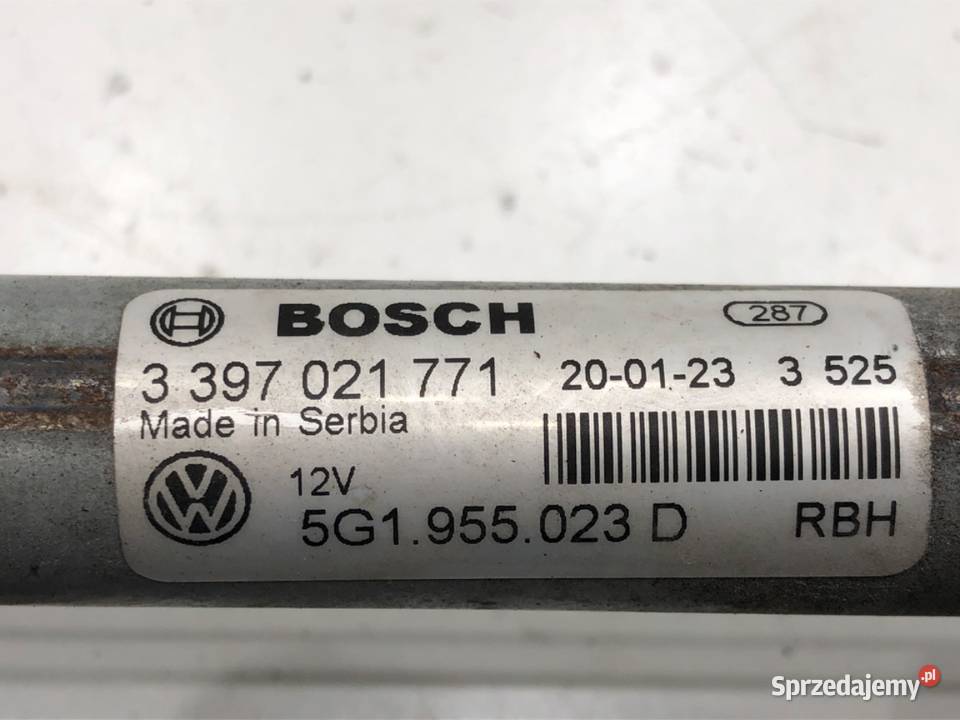 BOSCH 287
3 397 021 771 20-01-23 3 525
Made in Serbia
12V
5G1.955.023 D RBH
Sprzedajemy.pl